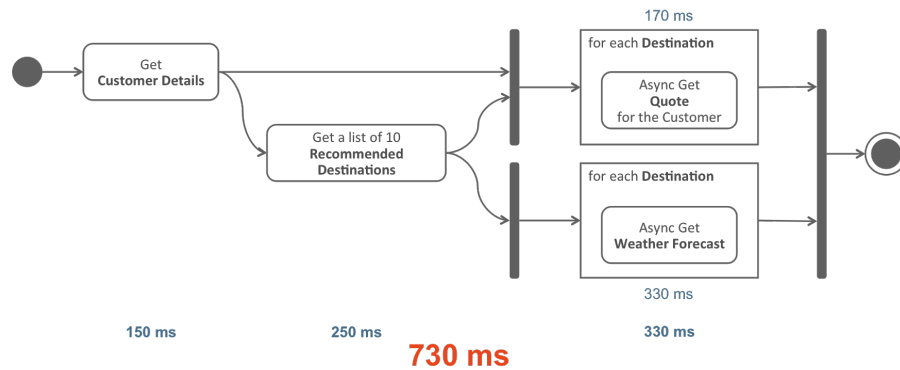 170 ms
for each Destination
Get
Customer Details
Async Get
Quote
for the Customer
Get a list of 10
Recommended
Destinations
for each Destination
Async Get
Weather Forecast
330 ms
150 ms
250 ms
330 ms
730 ms